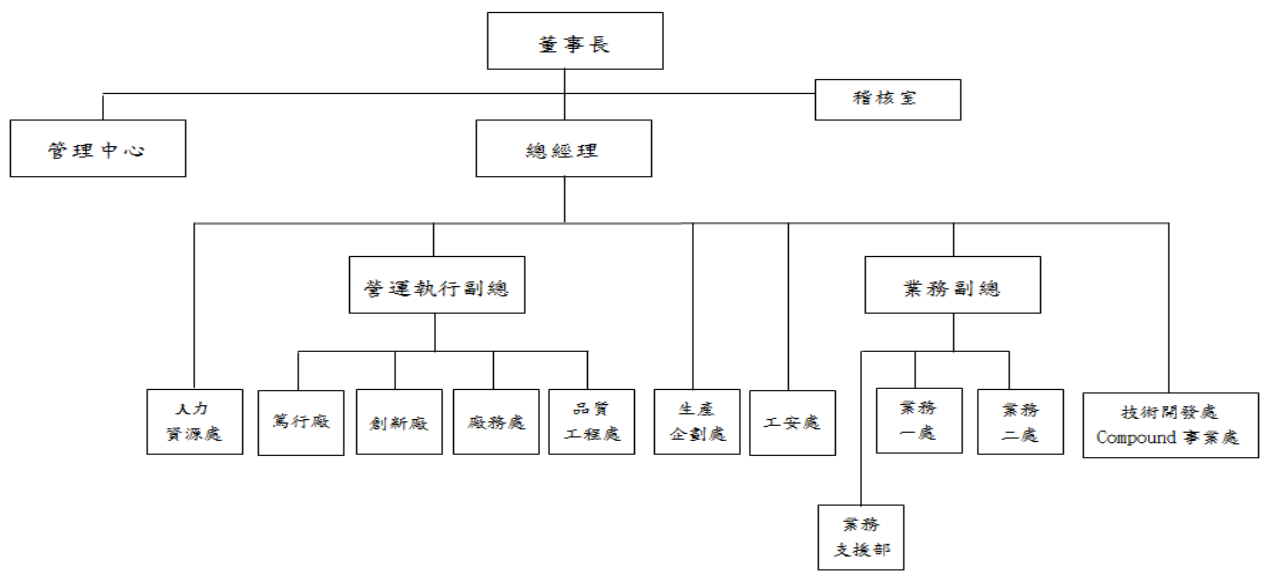 董事長
稽核室
管理中心
總經理
營運執行副總
業務副總
人力
資源處
篤行廠
創新廠
廠務處
品質
工程處
生產
企劃處
工安處
業務
一處
業務
二處
技術開發處
Compound 事業處
業務
支援部